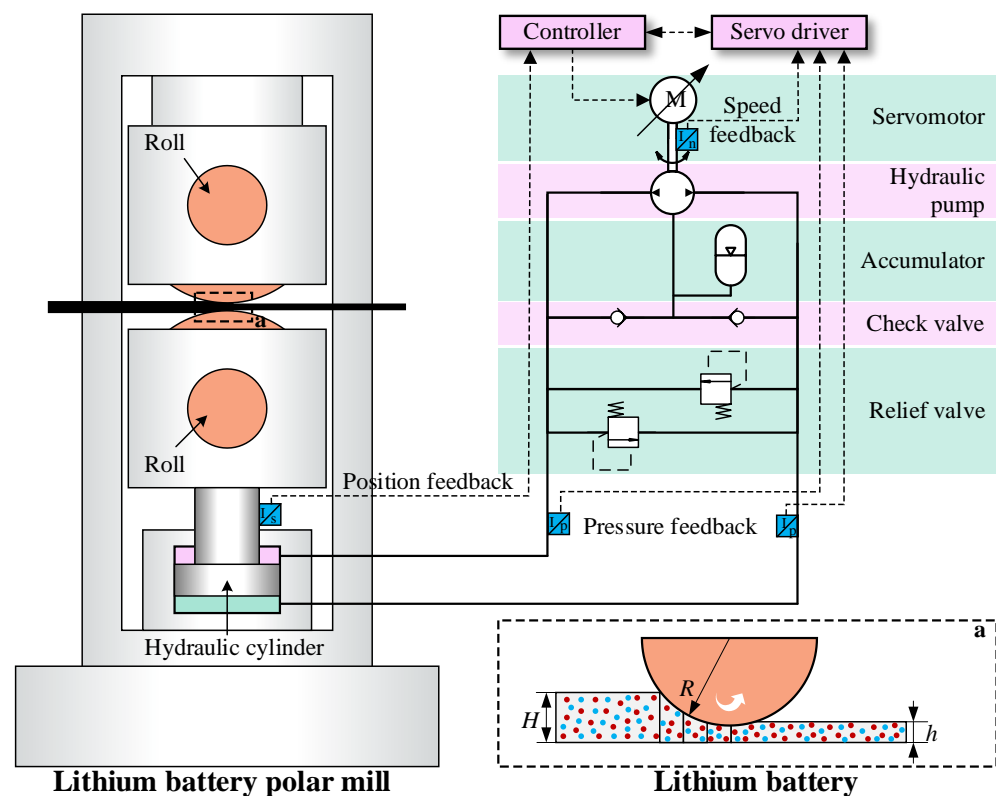 Controller
Servo driver
M
Speed
feedback
I/n
Servomotor
Hydraulic
pump
Accumulator
Check valve
Relief valve
Roll
a
Roll
Position feedback
I/s
I/p
Pressure feedback
I/p
Hydraulic cylinder
a
R
H
h
Lithium battery polar mill
Lithium battery